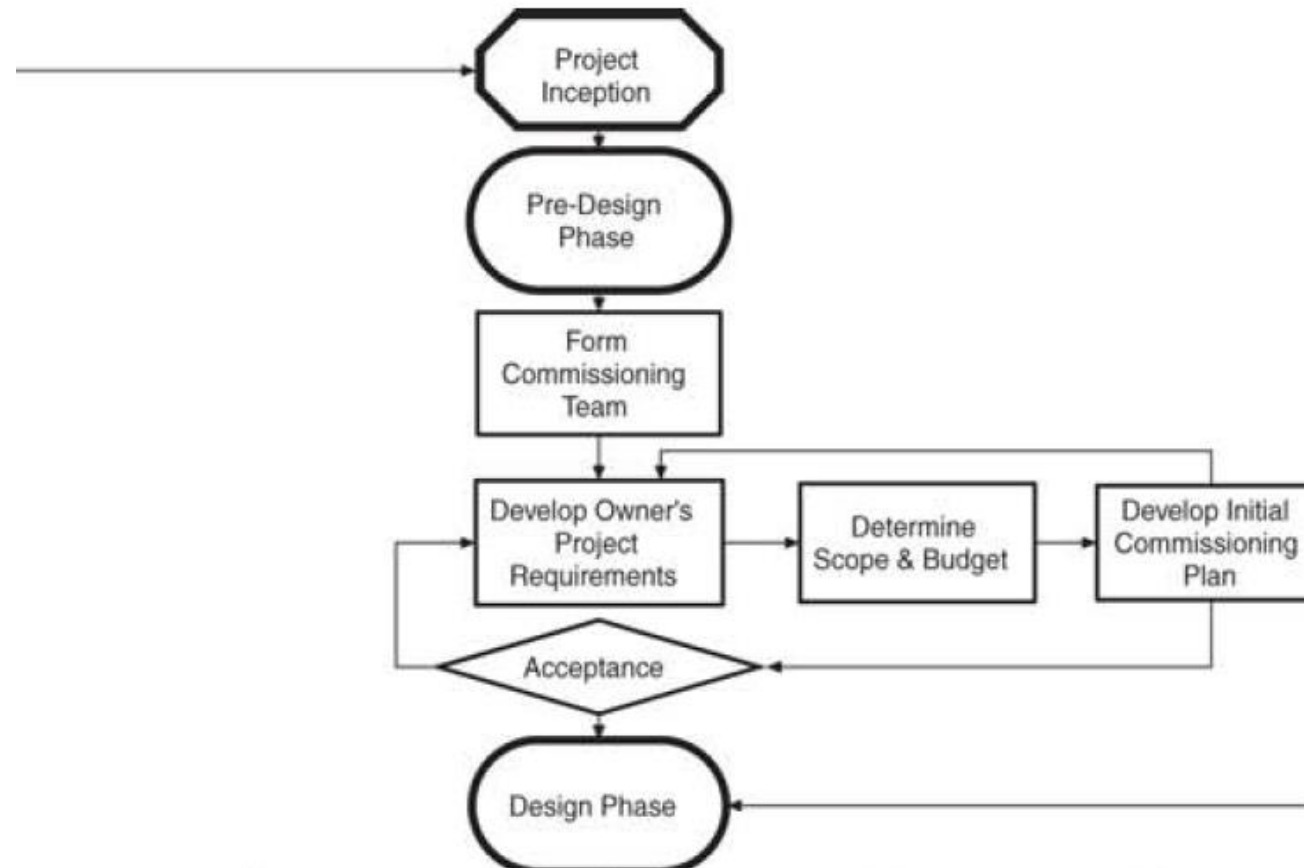 Project
Inception
Pre-Design
Phase
Form
Commissioning
Team
Develop Owner's
Project
Requirements
Determine
Scope & Budget
Develop Initial
Commissioning
Plan
Acceptance
Design Phase